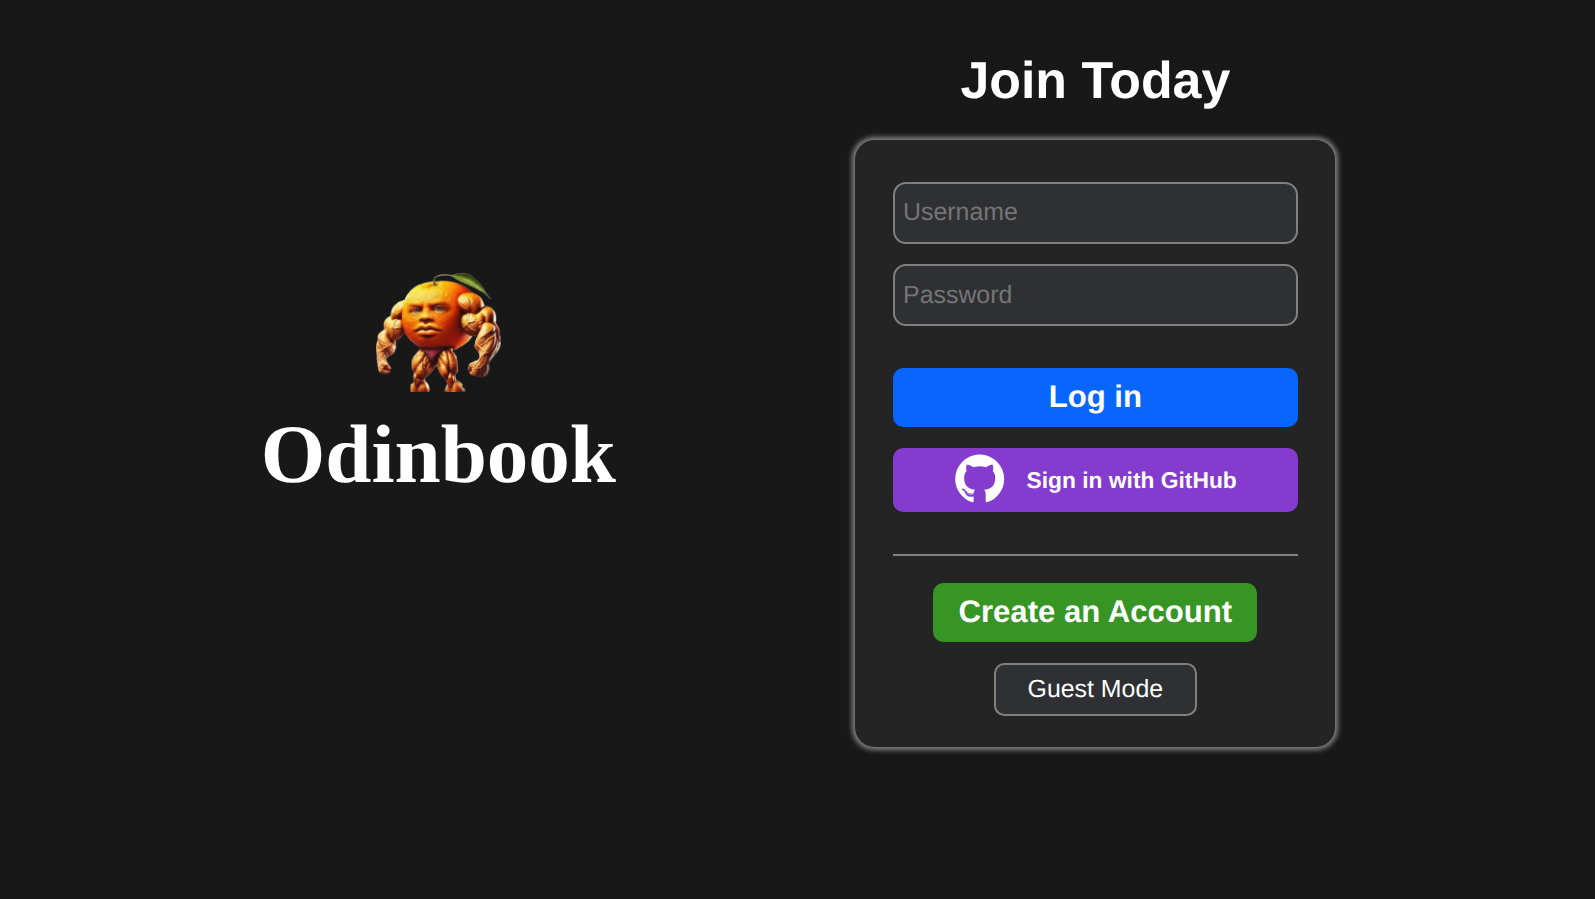 Odinbook
Join Today
Username
Password
Log in
Sign in with GitHub
Create an Account
Guest Mode